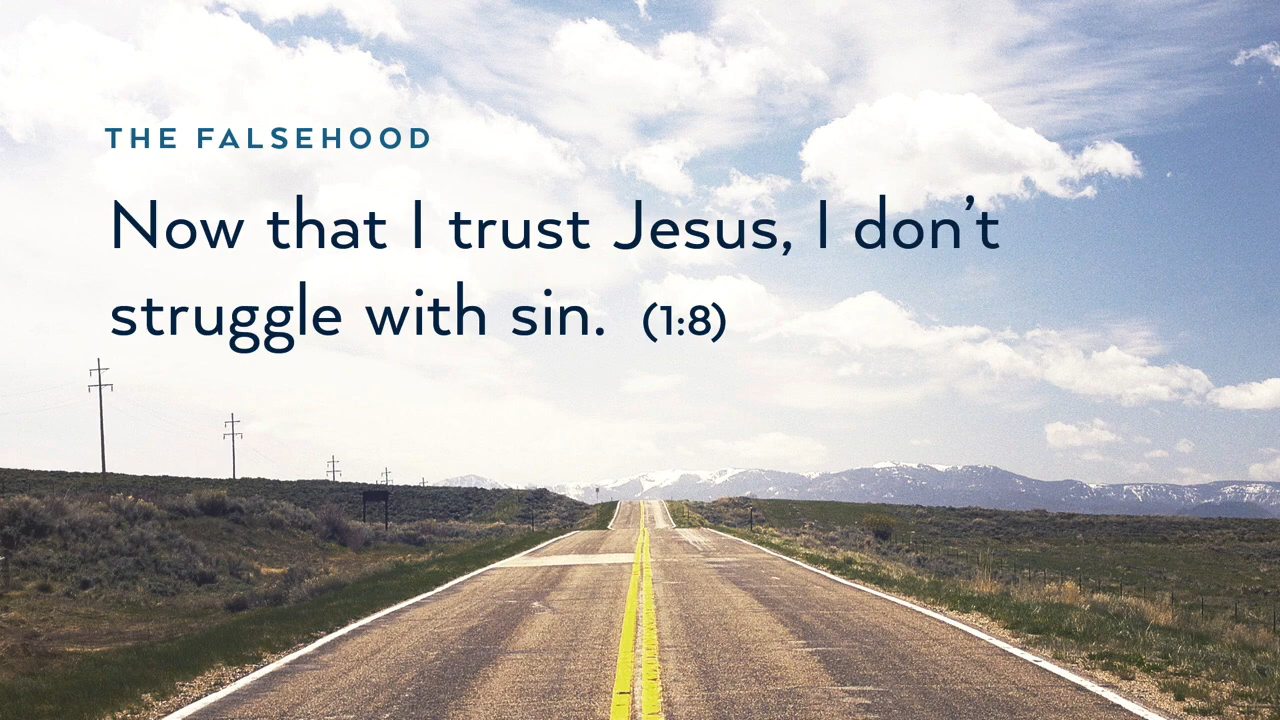 THE FALSEHOOD
Now that I trust Jesus, I don’t
struggle with sin. (1:8)